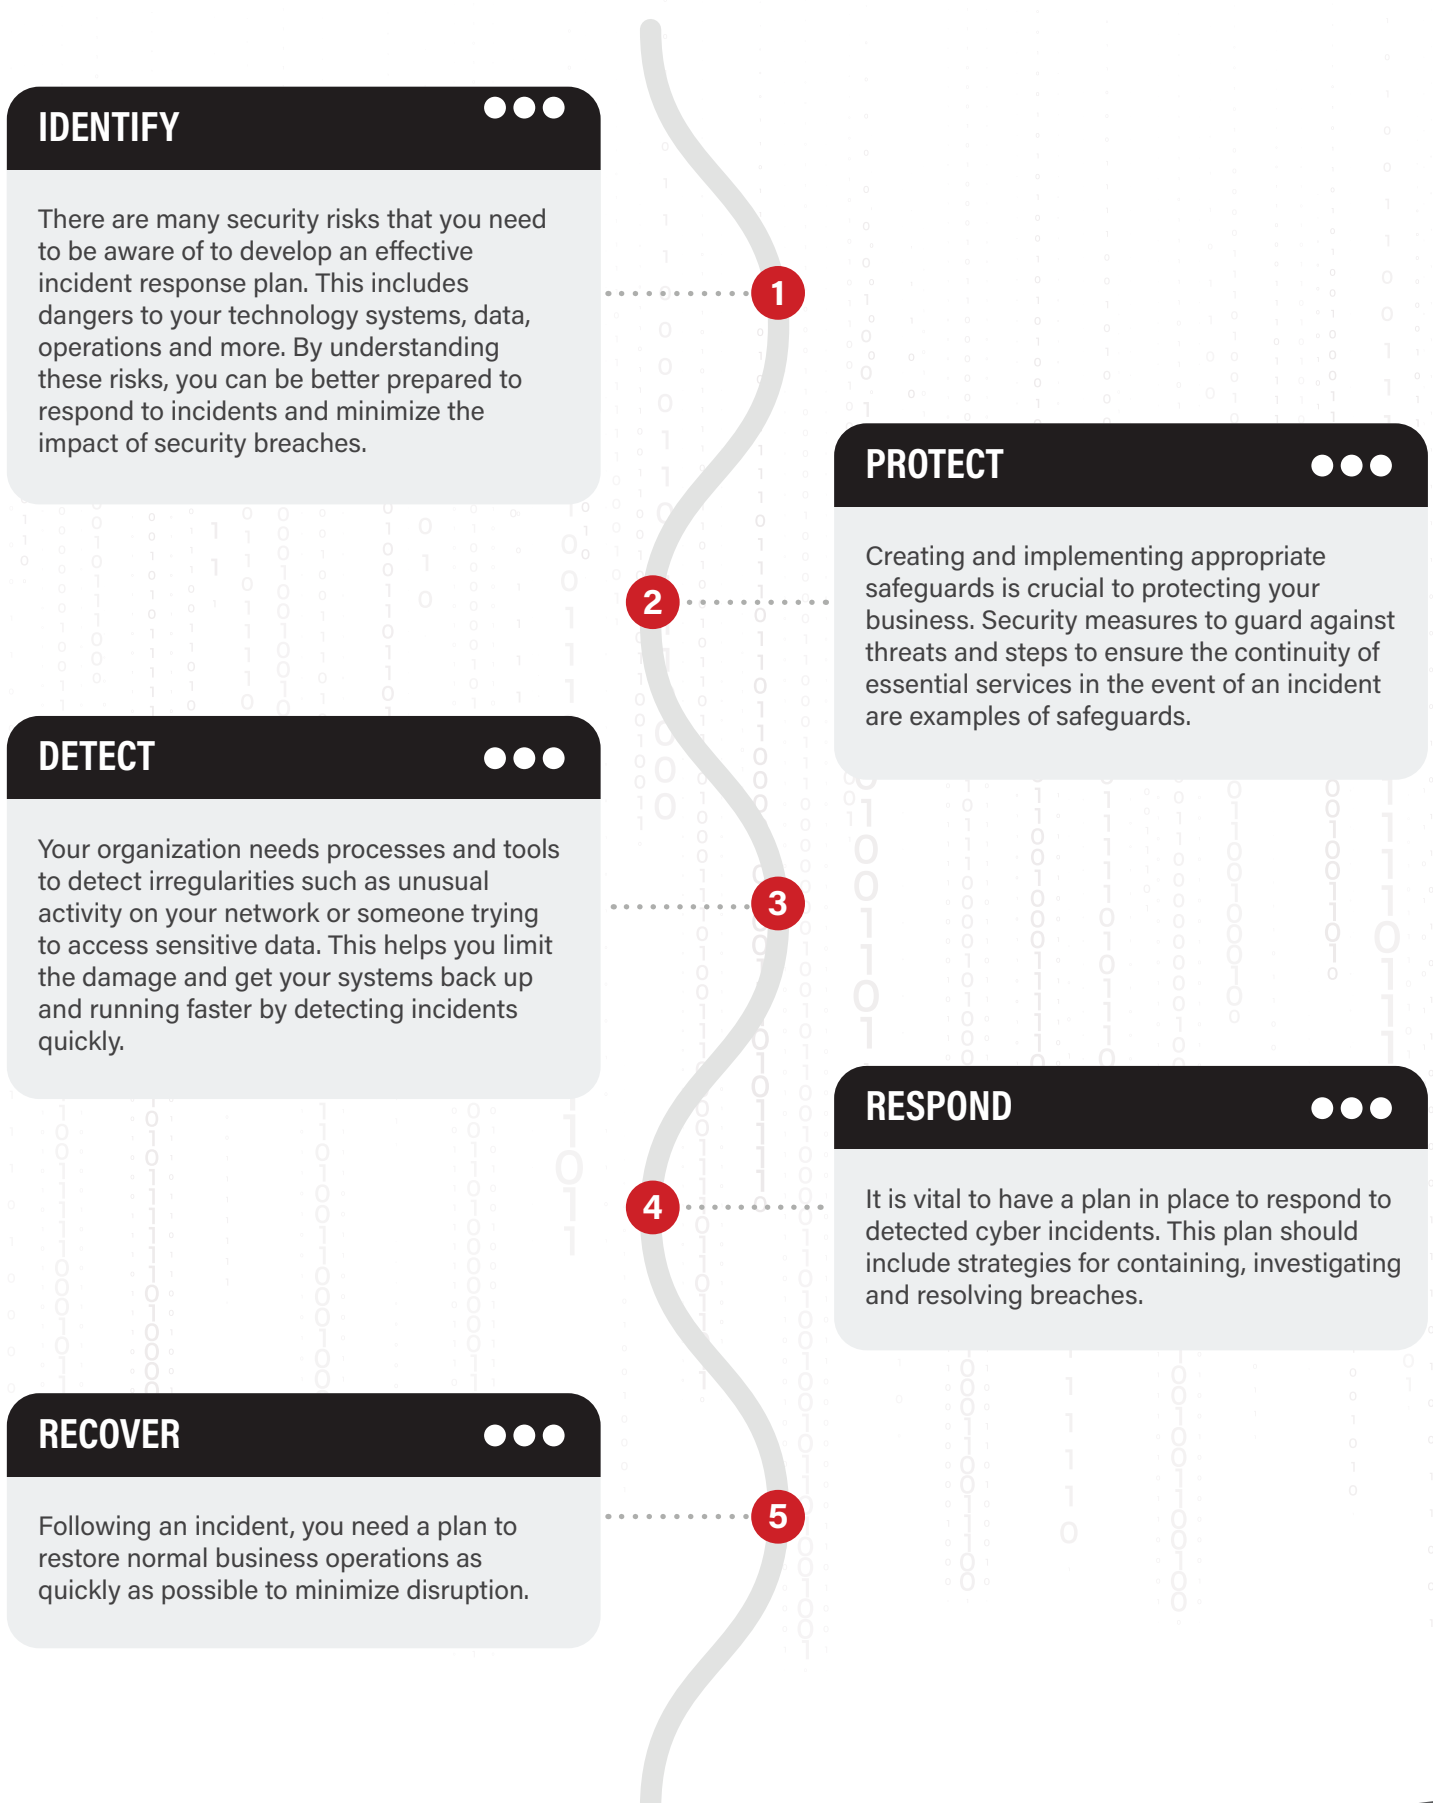 IDENTIFY
There are many security risks that you need
to be aware of to develop an effective
incident response plan. This includes
dangers to your technology systems, data,
operations and more. By understanding
these risks, you can be better prepared to
respond to incidents and minimize the
impact of security breaches.
1
PROTECT
Creating and implementing appropriate
safeguards is crucial to protecting your
business. Security measures to guard against
threats and steps to ensure the continuity of
essential services in the event of an incident
are examples of safeguards.
2
DETECT
Your organization needs processes and tools
to detect irregularities such as unusual
activity on your network or someone trying
to access sensitive data. This helps you limit
the damage and get your systems back up
and running faster by detecting incidents
quickly.
3
RESPOND
It is vital to have a plan in place to respond to
detected cyber incidents. This plan should
include strategies for containing, investigating
and resolving breaches.
4
RECOVER
Following an incident, you need a plan to
restore normal business operations as
quickly as possible to minimize disruption.
5